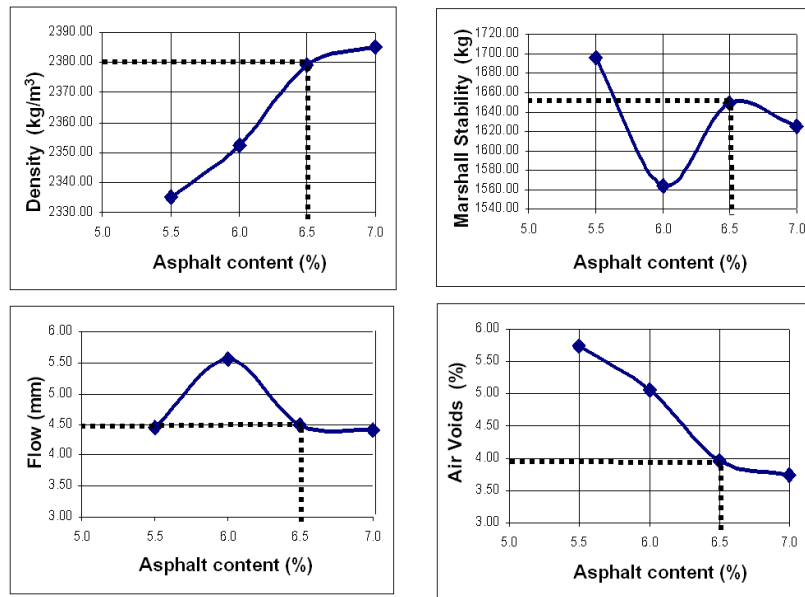 Density (kg/m³)
2390.00
2380.00
2370.00
2360.00
2350.00
2340.00
2330.00
5.0 5.5 6.0 6.5 7.0
Asphalt content (%)
Marshall Stability (kg)
1720.00
1700.00
1680.00
1660.00
1640.00
1620.00
1600.00
1580.00
1560.00
1540.00
5.0 5.5 6.0 6.5 7.0
Asphalt content (%)
Flow (mm)
6.00
5.50
5.00
4.50
4.00
3.50
3.00
5.0 5.5 6.0 6.5 7.0
Asphalt content (%)
Air Voids (%)
6.00
5.50
5.00
4.50
4.00
3.50
3.00
5.0 5.5 6.0 6.5 7.0
Asphalt content (%)